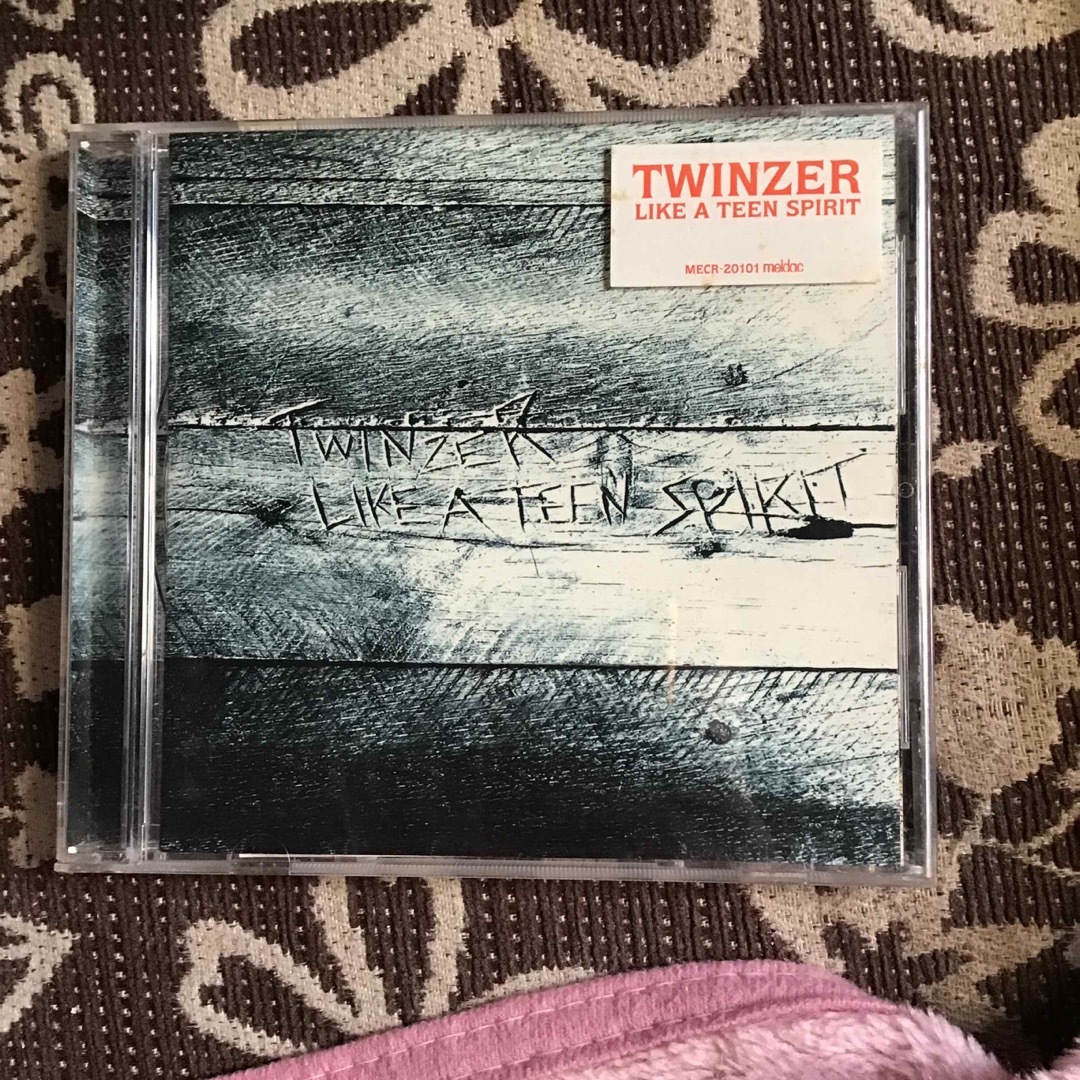 TWINZER
LIKE A TEEN SPIRIT
MECR-20101 meldac
TWINZER
LIKE A TEEN SPIRIT